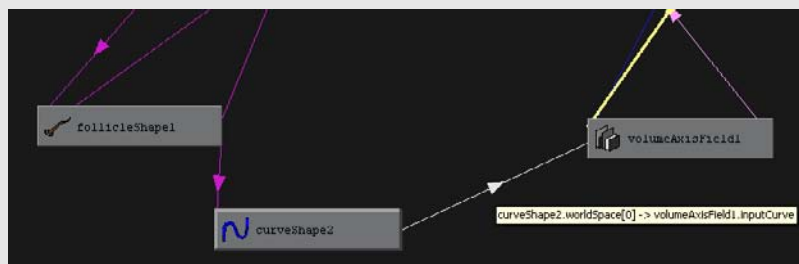 follicleShape1
volumeAxisField1
curveShape2.worldSpace[0] -> volumeAxisField1.inputCurve
curveShape2